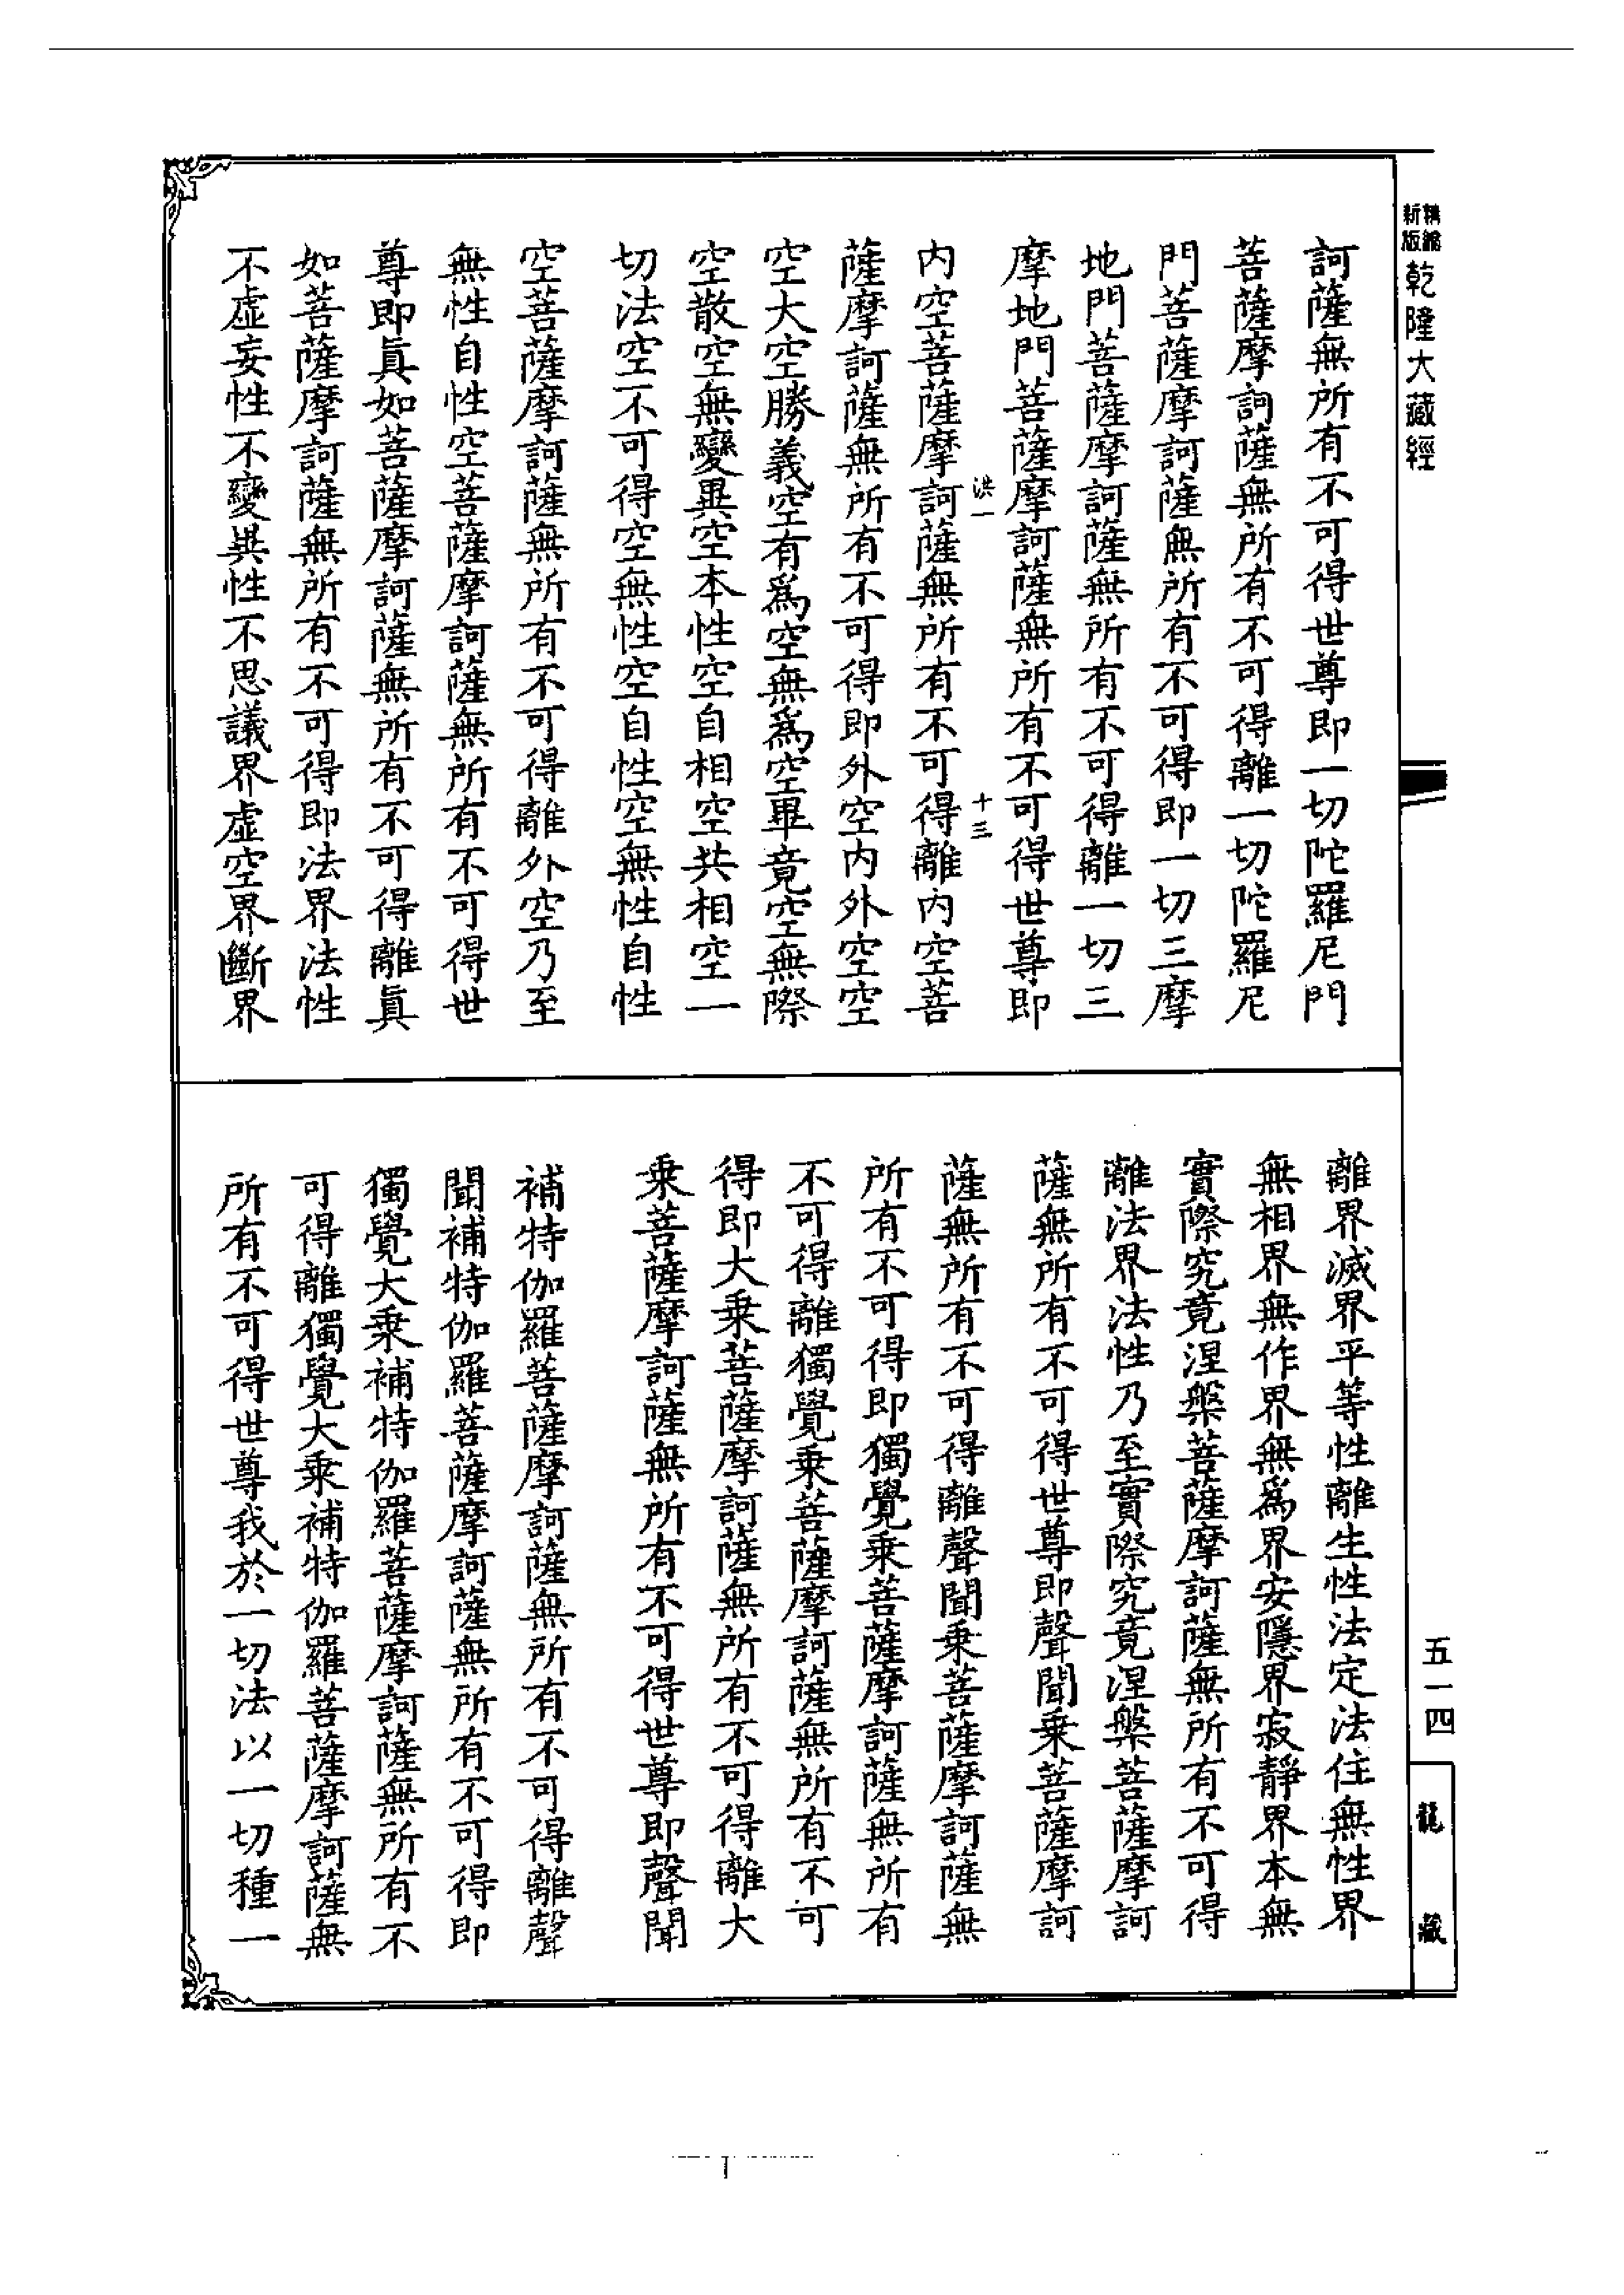 新版
精縮
乾隆大藏經
訶薩無所有不可得世尊即一切陀羅尼門
菩薩摩訶薩無所有不可得離一切陀羅尼
門菩薩摩訶薩無所有不可得即一切三摩
地門菩薩摩訶薩無所有不可得離一切三
摩地門菩薩摩訶薩無所有不可得世尊即
洪一 十三
内空菩薩摩訶薩無所有不可得離内空菩
薩摩訶薩無所有不可得即外空内外空空
空大空勝義空有為空無為空畢竟空無際
空散空無變異空本性空自相空共相空一
切法空不可得空無性空自性空無性自性
空菩薩摩訶薩無所有不可得離外空乃至
無性自性空菩薩摩訶薩無所有不可得世
尊即眞如菩薩摩訶薩無所有不可得離眞
如菩薩摩訶薩無所有不可得即法界法性
不虛妄性不變異性不思議界虛空界斷界
離界滅界平等性離生性法定法住無性界
無相界無作界無為界安隱界寂靜界本無
實際究竟涅槃菩薩摩訶薩無所有不可得
離法界法性乃至實際究竟涅槃菩薩摩訶
薩無所有不可得世尊即聲聞乘菩薩摩訶
薩無所有不可得離聲聞乘菩薩摩訶薩無
所有不可得即獨覺乘菩薩摩訶薩無所有
不可得離獨覺乘菩薩摩訶薩無所有不可
得即大乘菩薩摩訶薩無所有不可得離大
乘菩薩摩訶薩無所有不可得世尊即聲聞
補特伽羅菩薩摩訶薩無所有不可得離聲
聞補特伽羅菩薩摩訶薩無所有不可得即
獨覺大乘補特伽羅菩薩摩訶薩無所有不
可得離獨覺大乘補特伽羅菩薩摩訶薩無
所有不可得世尊我於一切法以一切種一
五一四
龍藏